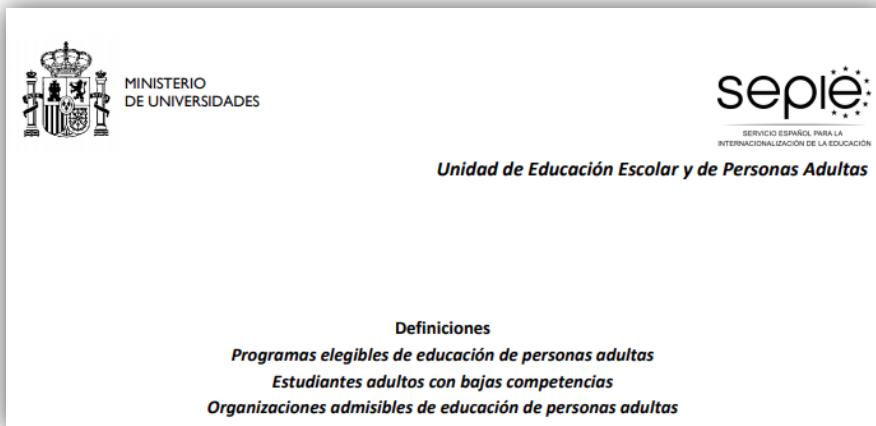 MINISTERIO
DE UNIVERSIDADES
sepie
SERVICIO ESPAÑOL PARA LA
INTERNACIONALIZACIÓN DE LA EDUCACIÓN
Unidad de Educación Escolar y de Personas Adultas
Definiciones
Programas elegibles de educación de personas adultas
Estudiantes adultos con bajas competencias
Organizaciones admisibles de educación de personas adultas